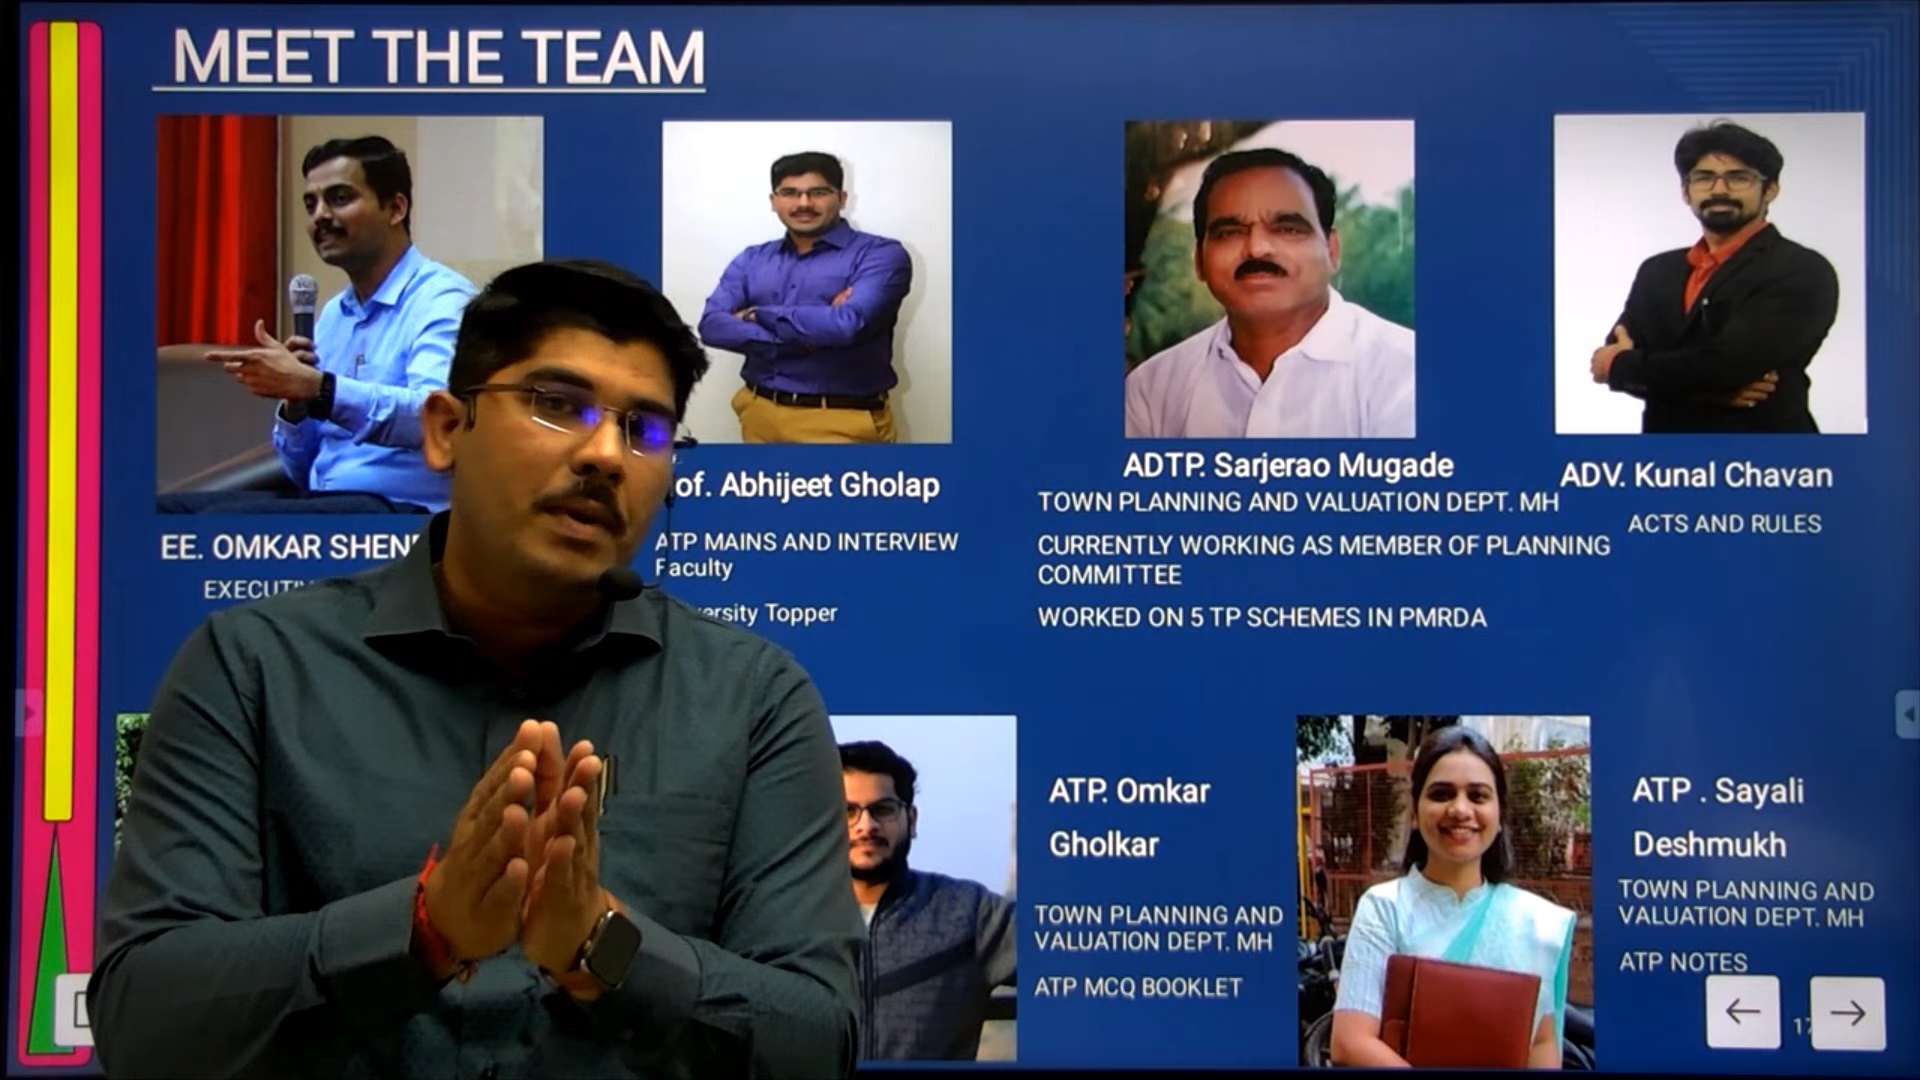 MEET THE TEAM
EE. OMKAR
of. Abhijeet Gholap
ATP MAINS AND INTERVIEW
Faculty
Topper
ADTP. Sarjerao Mugade
TOWN PLANNING AND VALUATION DEPT. MH
CURRENTLY WORKING AS MEMBER OF PLANNING
COMMITTEE
WORKED ON 5 TP SCHEMES IN PMRDA
ADV. Kunal Chavan
ACTS AND RULES
ATP. Omkar
Gholkar
TOWN PLANNING AND
VALUATION DEPT. MH
ATP MCQ BOOKLET
ATP . Sayali
Deshmukh
TOWN PLANNING AND
VALUATION DEPT. MH
ATP NOTES